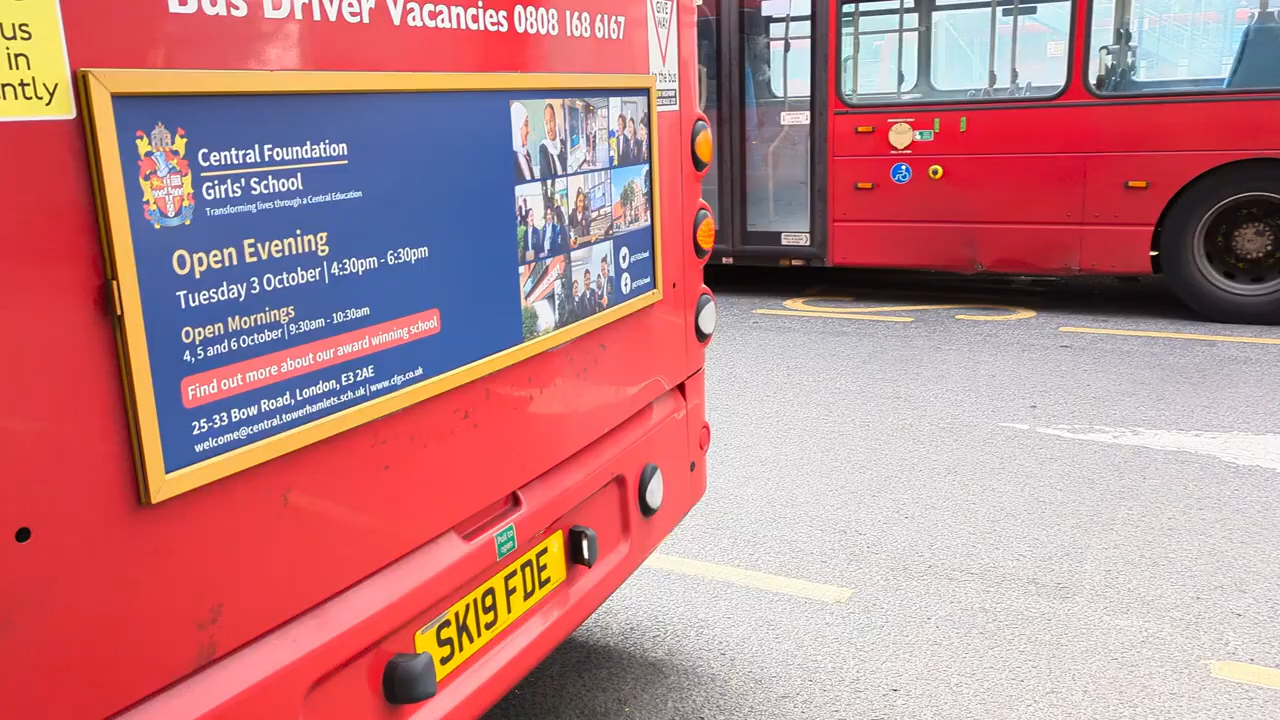 Bus Driver Vacancies 0808 168 6167
us
in
ntly
GIVE
WAY
to the bus
Central Foundation
Girls' School
Transforming lives through a Central Education
Open Evening
Tuesday 3 October | 4:30pm - 6:30pm
Open Mornings
4, 5 and 6 October | 9:30am - 10:30am
Find out more about our award winning school
25-33 Bow Road, London, E3 2AE
welcome@central.towerhamlets.sch.uk | www.cfgs.co.uk
Pull to
open
SK19 FDE